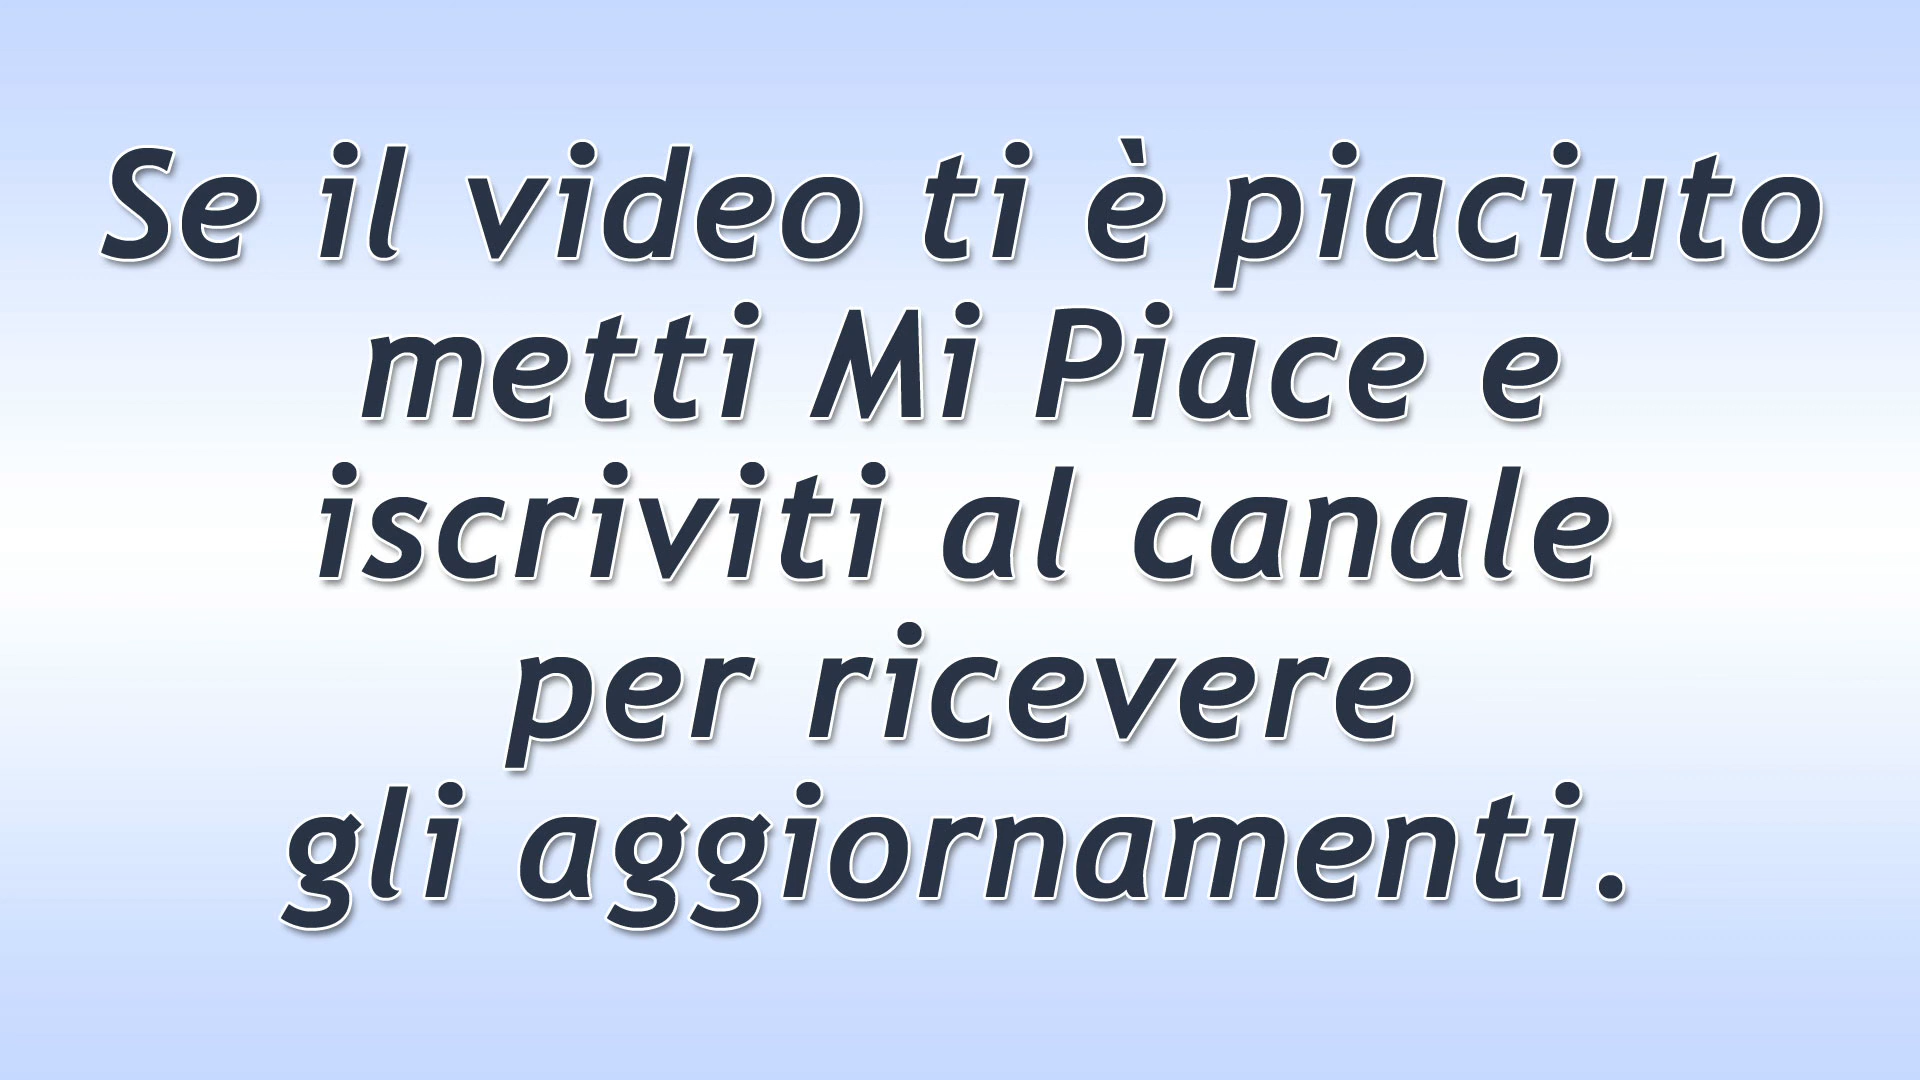 Se il video ti è piaciuto
metti Mi Piace e
iscriviti al canale
per ricevere
gli aggiornamenti.